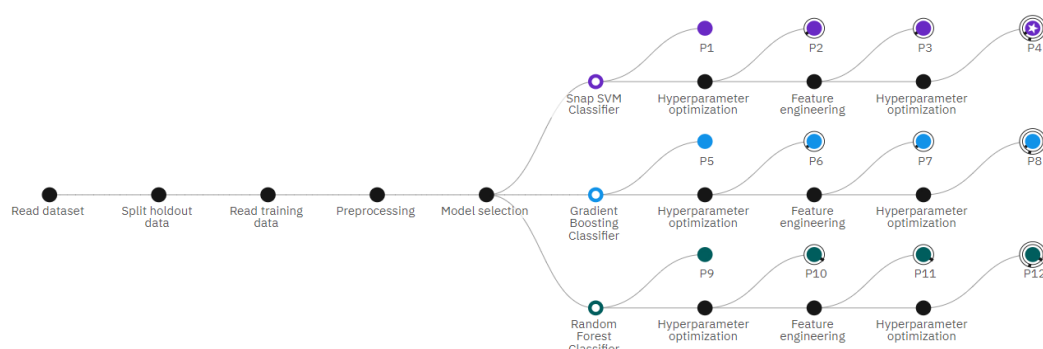 P1
P2
P3
P4
Snap SVM
Classifier
Hyperparameter
optimization
Feature
engineering
Hyperparameter
optimization
P5
P6
P7
P8
Read dataset
Split holdout
data
Read training
data
Preprocessing
Model selection
Gradient
Boosting
Classifier
Hyperparameter
optimization
Feature
engineering
Hyperparameter
optimization
P9
P10
P11
P12
Random
Forest
Classifier
Hyperparameter
optimization
Feature
engineering
Hyperparameter
optimization